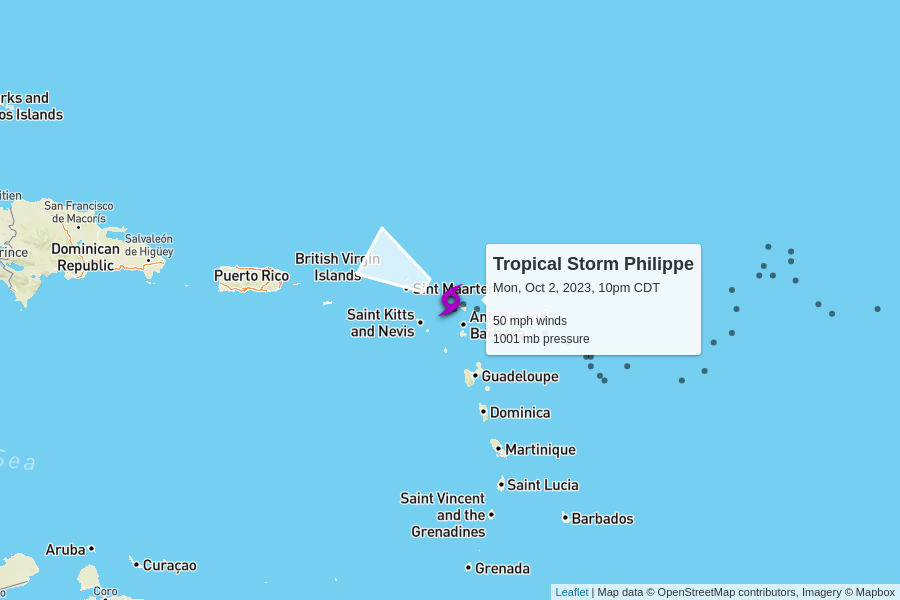 rks and
os Islands
itien
San Francisco
de Macorís
rince
Dominican
Republic
Salvaleón
de Higüey
Puerto Rico
British Virgin
Islands
Sint Maarte
Saint Kitts
and Nevis
Tropical Storm Philippe
Mon, Oct 2, 2023, 10pm CDT
50 mph winds
1001 mb pressure
Guadeloupe
Dominica
Martinique
Saint Lucia
Saint Vincent
and the
Grenadines
Barbados
Grenada
Sea
Aruba
Curaçao
Coro
Leaflet | Map data © OpenStreetMap contributors, Imagery © Mapbox